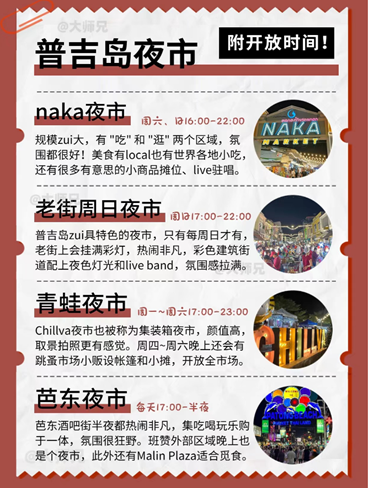 @大师兄
普吉岛夜市
附开放时间！
naka夜市
周六、日16:00-22:00
规模zui大，有 "吃" 和 "逛" 两个区域，氛
围都很好！美食有local也有世界各地小吃，
还有很多有意思的小商品摊位、live驻唱。
NAKA
MARKET
老街周日夜市
周日17:00-22:00
普吉岛zui具特色的夜市，只有每周日才有，
老街上会挂满彩灯，热闹非凡，彩色建筑街
道配上夜色灯光和live band，氛围感拉满。
青蛙夜市
周一~周六17:00-23:00
Chillva夜市也被称为集装箱夜市，颜值高，
取景拍照更有感觉。周四~周六晚上还会有
跳蚤市场小贩设帐篷和小摊，开放全市场。
CHILLVA
芭东夜市
每天17:00-半夜
芭东酒吧街半夜都热闹非凡，集吃喝玩乐购
于一体，氛围很狂野。班赞外部区域晚上也
是个夜市，此外还有Malin Plaza适合觅食。